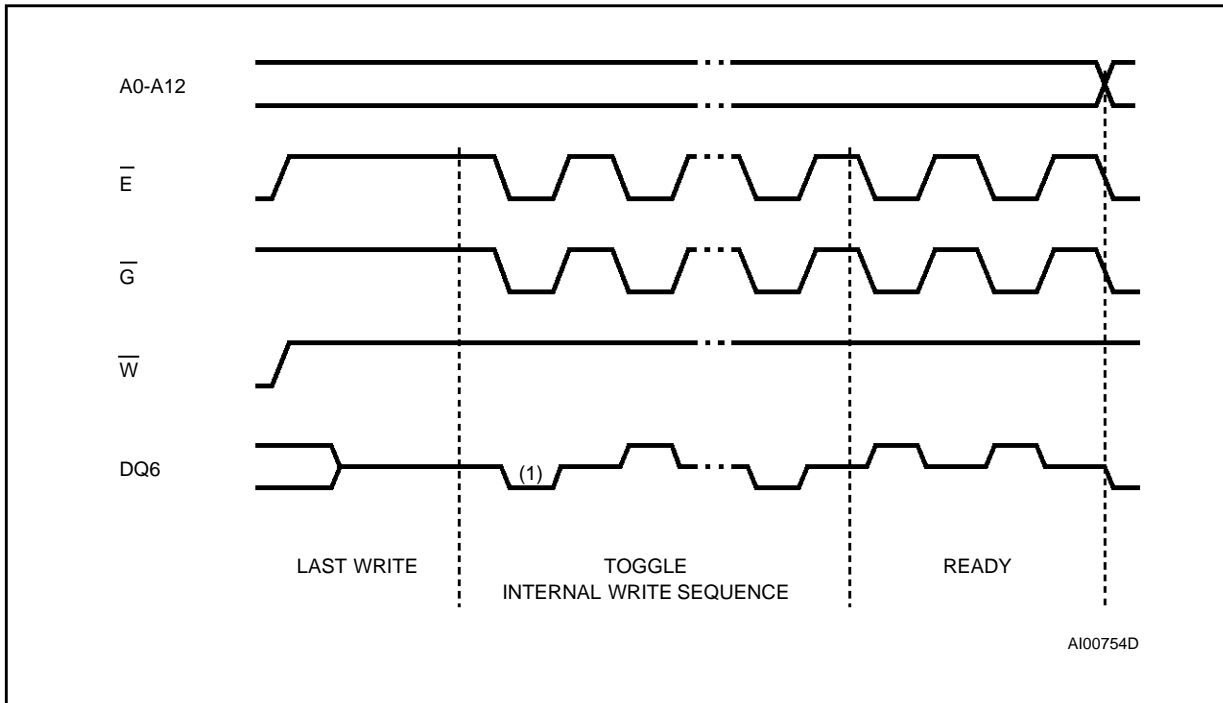 A0-A12
E̅
G̅
W̅
DQ6
(1)
LAST WRITE
TOGGLE
READY
INTERNAL WRITE SEQUENCE
AI00754D